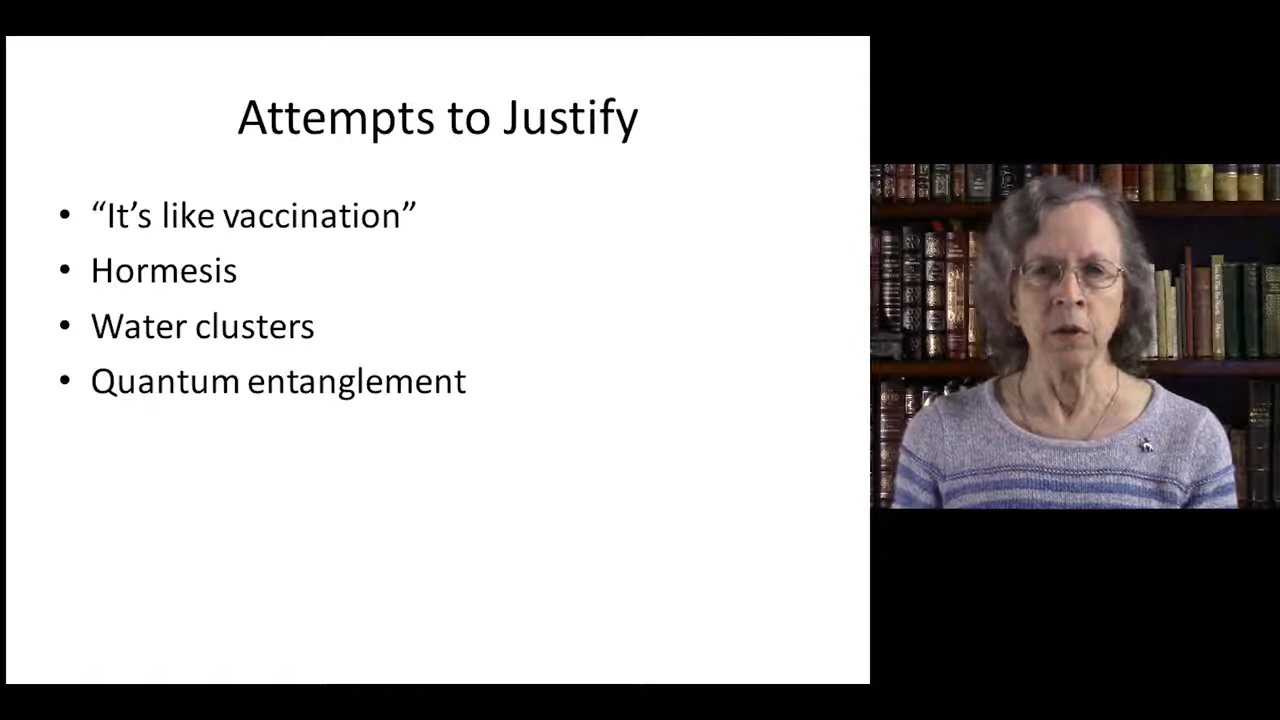 Attempts to Justify
• “It’s like vaccination”
• Hormesis
• Water clusters
• Quantum entanglement